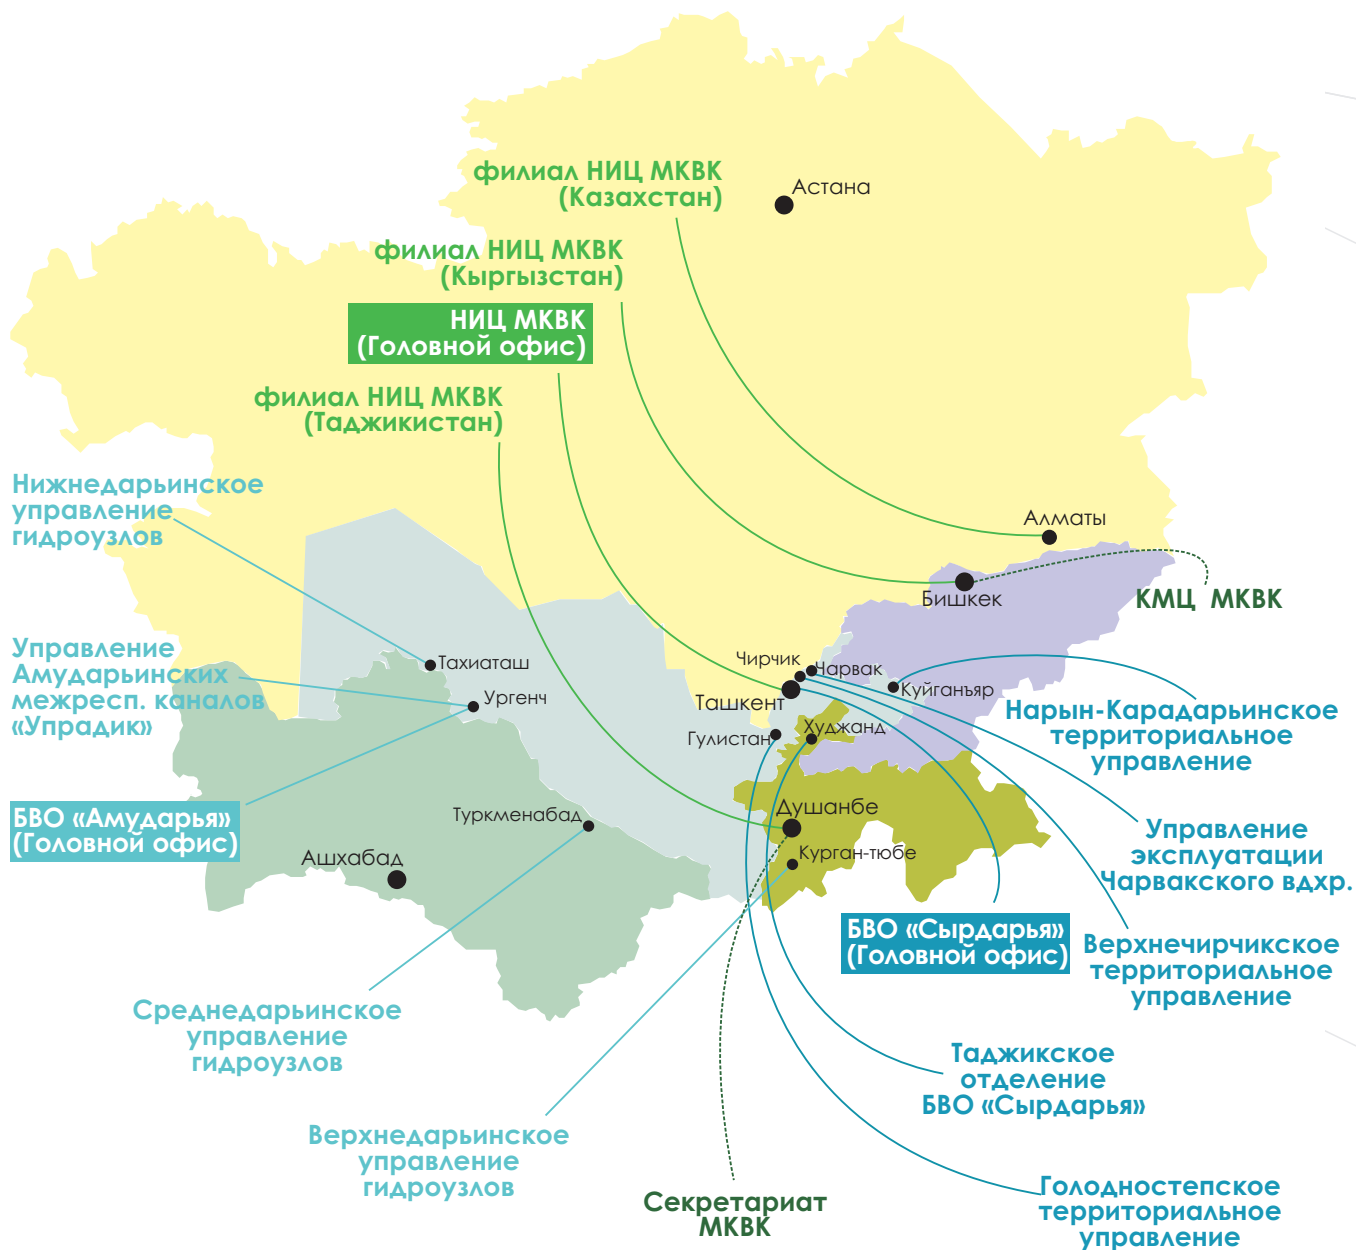 филиал НИЦ МКВК
(Казахстан)
Астана
филиал НИЦ МКВК
(Кыргызстан)
НИЦ МКВК
(Головной офис)
филиал НИЦ МКВК
(Таджикистан)
Нижнедарьинское
управление
гидроузлов
Алматы
Бишкек
КМЦ МКВК
Управление
Амударьинских
межресп. каналов
«Упрадик»
Тахиаташ
Ургенч
Чирчик
Чарвак
Ташкент
Куйганъяр
Гулистан
Худжанд
Нарын-Карадарьинское
территориальное
управление
БВО «Амударья»
(Головной офис)
Туркменабад
Ашхабад
Душанбе
Курган-тюбе
Управление
эксплуатации
Чарвакского вдхр.
БВО «Сырдарья»
(Головной офис)
Верхнечирчикское
территориальное
управление
Среднедарьинское
управление
гидроузлов
Таджикское
отделение
БВО «Сырдарья»
Верхнедарьинское
управление
гидроузлов
Секретариат
МКВК
Голодностепское
территориальное
управление